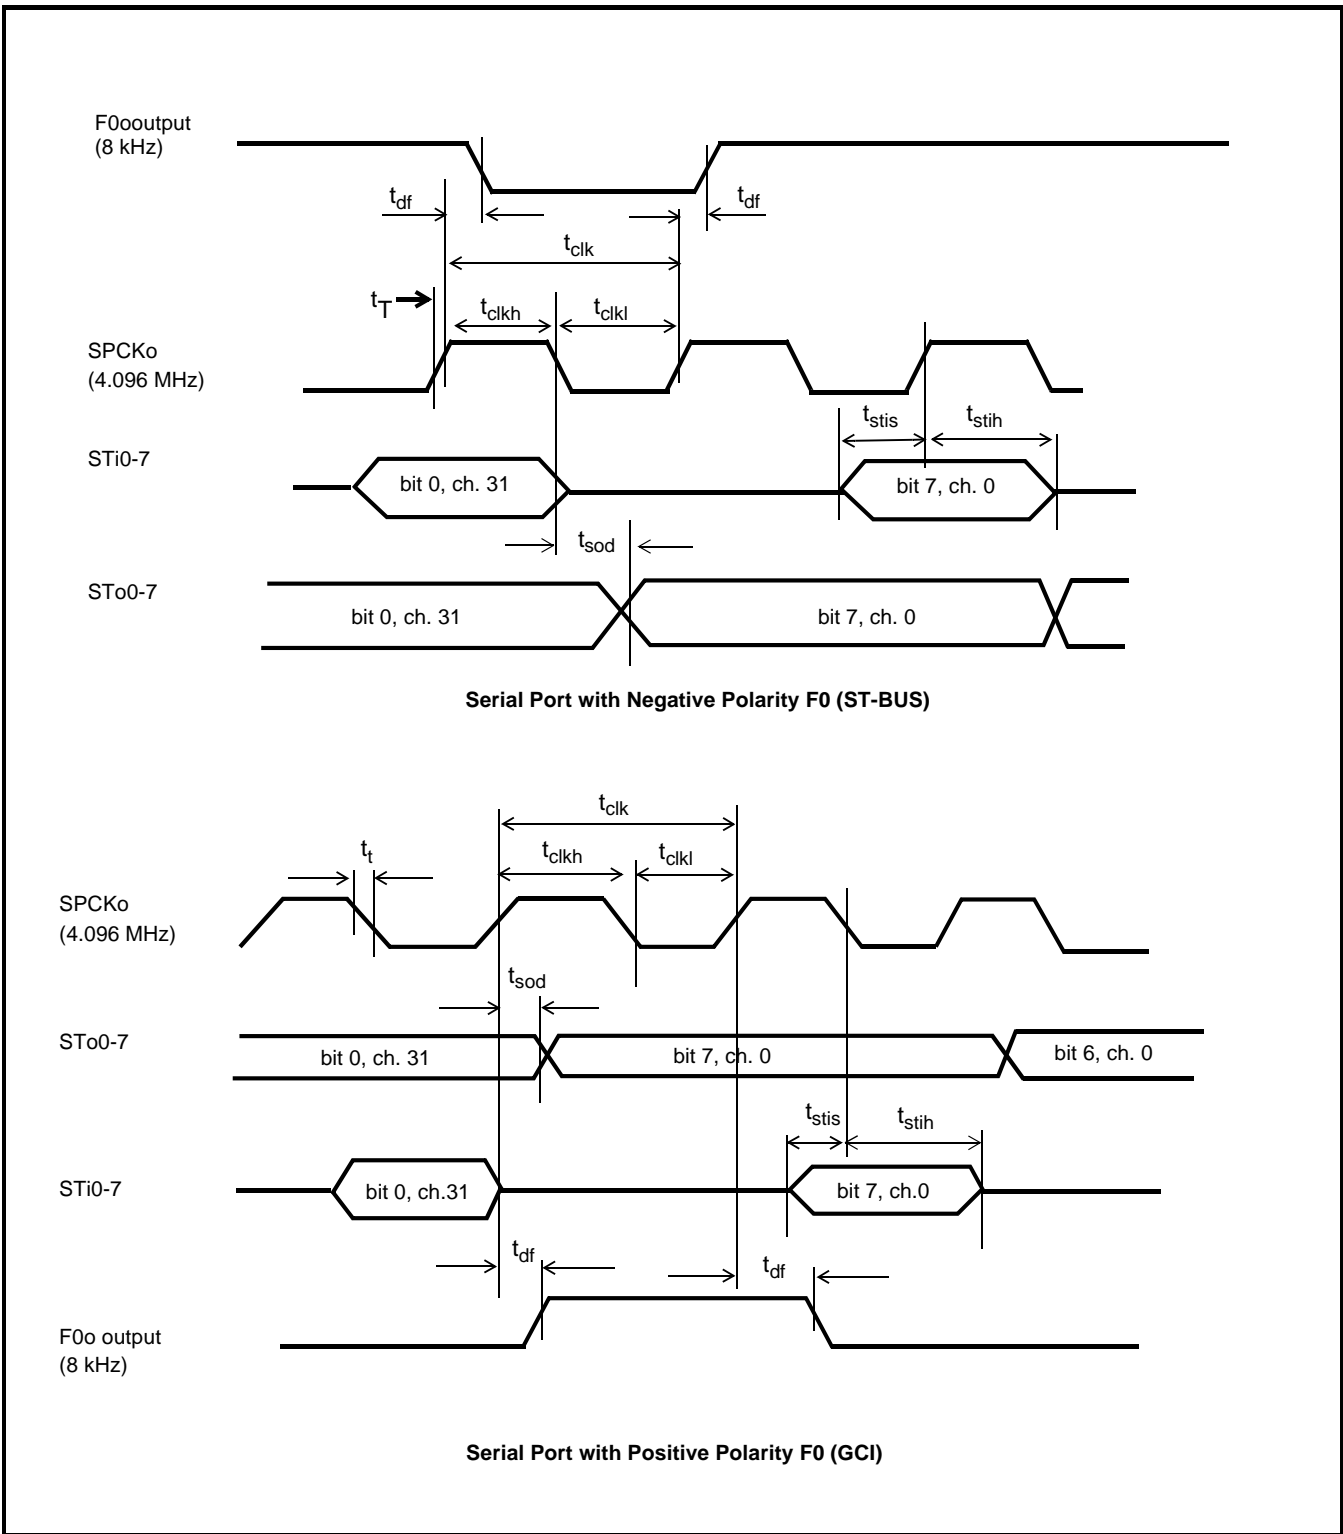 F0ooutput
(8 kHz)
tdf
tdf
tclk
tT
tclkh
tclkl
SPCKo
(4.096 MHz)
tstis
tstih
STi0-7
bit 0, ch. 31
bit 7, ch. 0
tsod
STo0-7
bit 0, ch. 31
bit 7, ch. 0
Serial Port with Negative Polarity F0 (ST-BUS)
tclk
tt
tclkh
tclkl
SPCKo
(4.096 MHz)
tsod
STo0-7
bit 0, ch. 31
bit 7, ch. 0
bit 6, ch. 0
tstis
tstih
STi0-7
bit 0, ch.31
bit 7, ch.0
tdf
tdf
F0o output
(8 kHz)
Serial Port with Positive Polarity F0 (GCI)